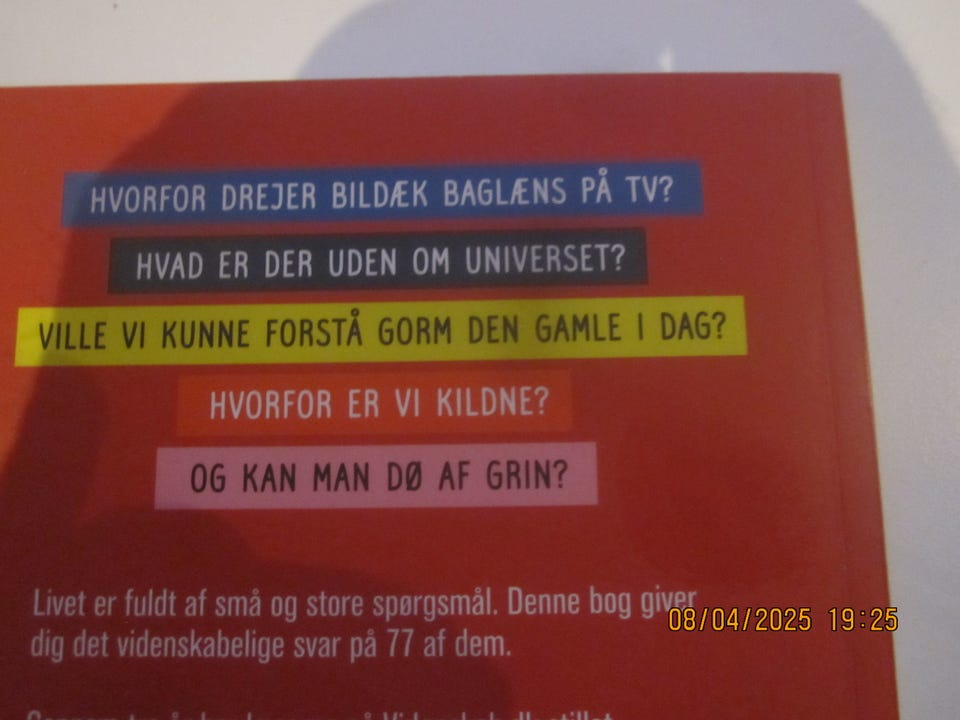 HVORFOR DREJER BILDÆK BAGLÆNS PÅ TV?
HVAD ER DER UDEN OM UNIVERSET?
VILLE VI KUNNE FORSTÅ GORM DEN GAMLE I DAG?
HVORFOR ER VI KILDNE?
OG KAN MAN DØ AF GRIN?
Livet er fuldt af små og store spørgsmål. Denne bog giver
dig det videnskabelige svar på 77 af dem.
08/04/2025 19:25